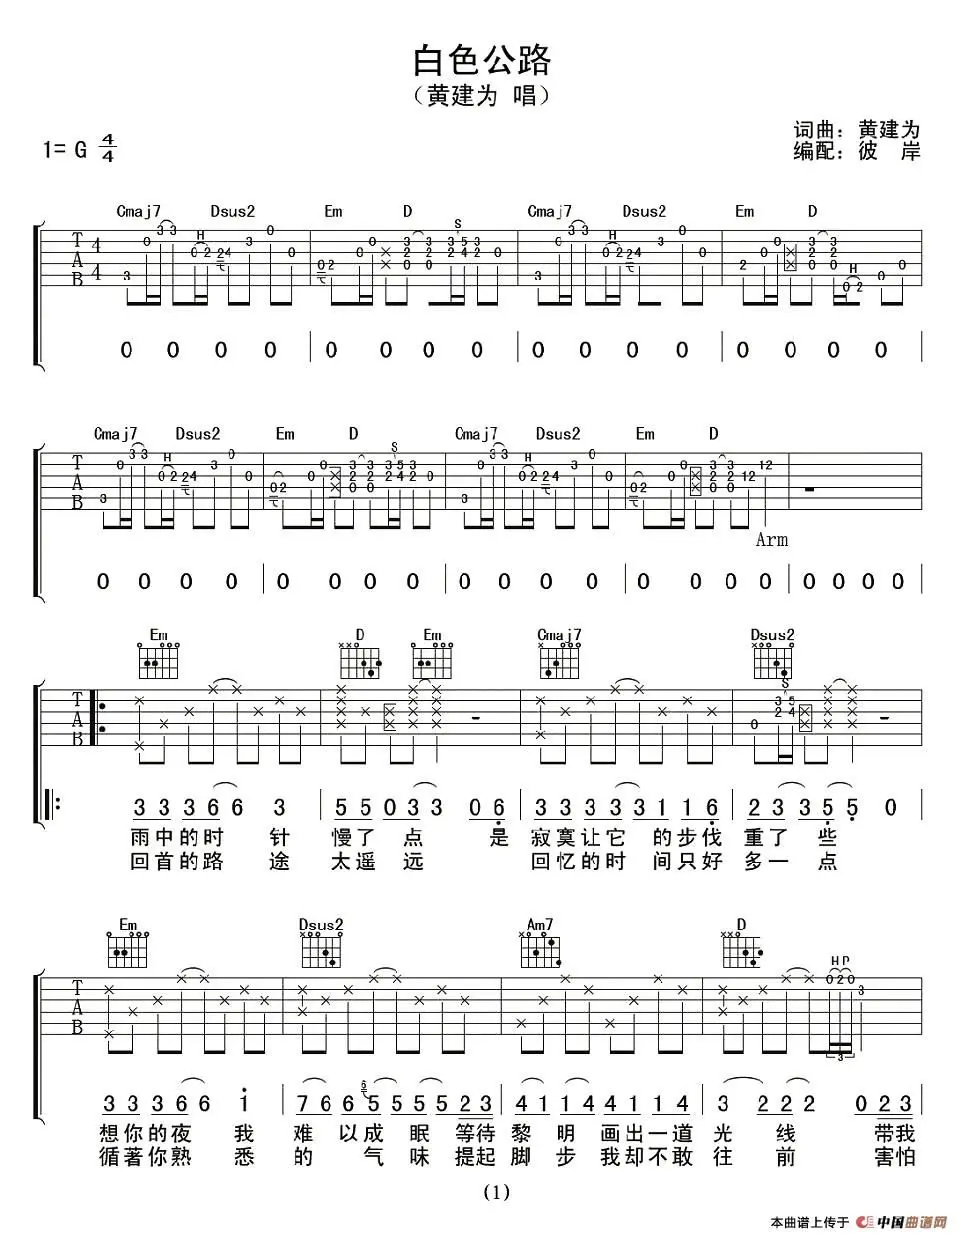 白色公路
（黄建为 唱）
1= G 4/4
词曲：黄建为
编配：彼 岸
Cmaj7 Dsus2 Em D Cmaj7 Dsus2 Em D
0 0 0 0 0 0 0 0 0 0 0 0 0 0 0 0
Cmaj7 Dsus2 Em D Cmaj7 Dsus2 Em D
Arm
0 0 0 0 0 0 0 0 0 0 0 0 0 0 0 0 0 0 0
Em D Em Cmaj7 Dsus2
3 3 3 6 6 3 5 5 0 3 3 0 6 3 3 3 3 3 1 1 6 2 3 3 5 5 0
雨中的时 针 慢了 点 是 寂寞让它 的步伐 重了 些
回首的路 途 太遥 远 回忆的时 间只好 多一 点
Em Dsus2 Am7 D
3 3 3 6 6 1 7 6 6 5 5 5 5 2 3 4 1 1 4 4 1 1 4 3 2 2 2 0 2 3
想你的夜 我 难 以成 眠 等待 黎 明 画出一道 光 线 带我
循著你熟 悉 的 气 味 提起 脚 步 我却不敢 往 前 害怕
(1)
本曲谱上传于 中国曲谱网